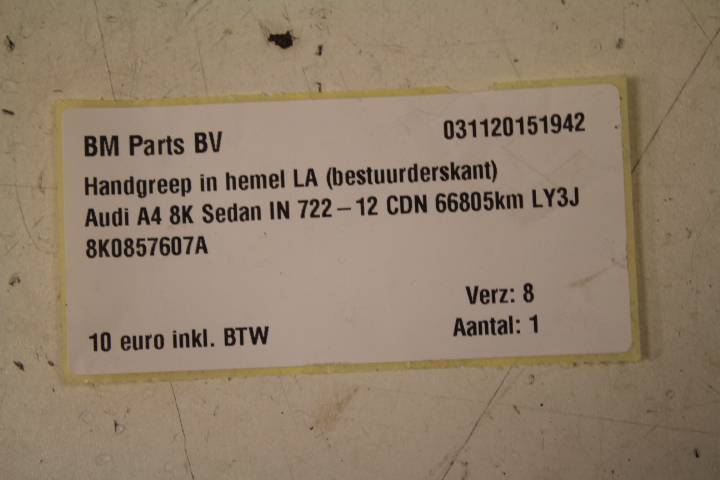 BM Parts BV 031120151942
Handgreep in hemel LA (bestuurderskant)
Audi A4 8K Sedan IN 722 – 12 CDN 66805km LY3J
8K0857607A
Verz: 8
10 euro inkl. BTW Aantal: 1